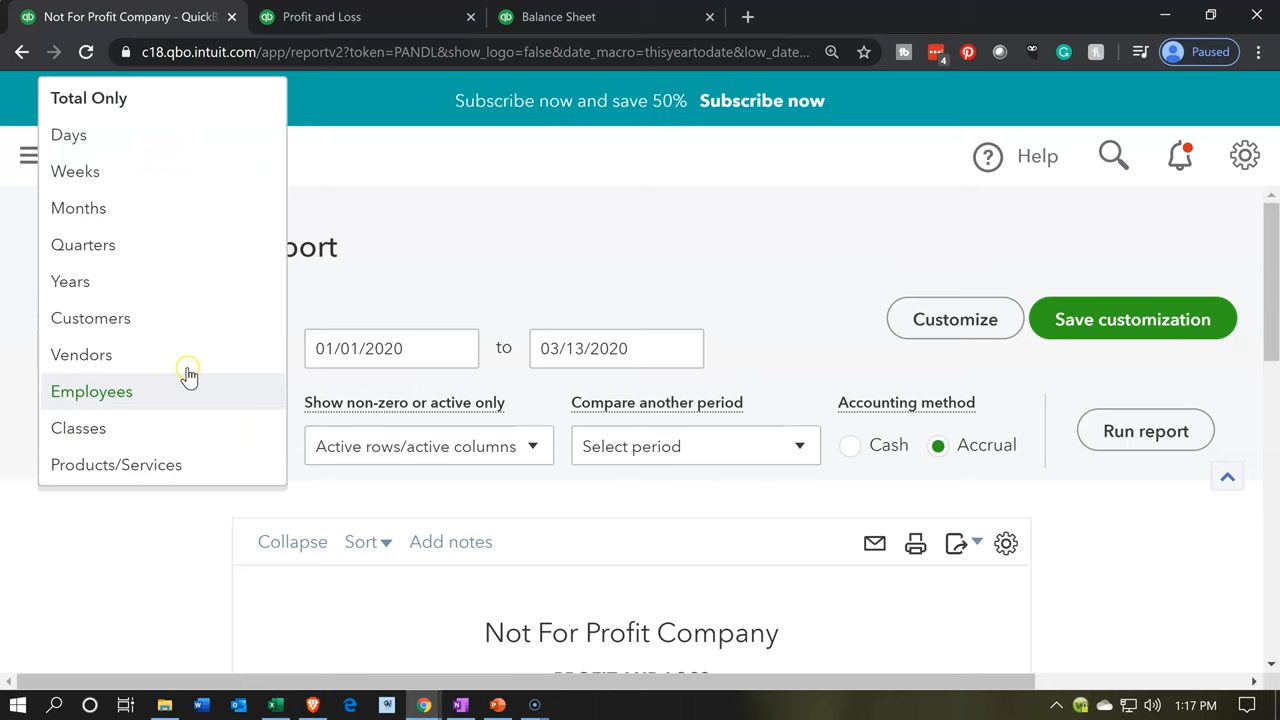 Not For Profit Company - QuickB
Profit and Loss
Balance Sheet
c18.qbo.intuit.com/app/reportv2?token=PANDL&show_logo=false&date_macro=thisyeartodate&low_date...
4
Paused
Subscribe now and save 50% Subscribe now
Help
Total Only
Days
Weeks
Months
Quarters
Years
Customers
Vendors
Employees
Classes
Products/Services
port
01/01/2020 to 03/13/2020
Customize
Save customization
Show non-zero or active only
Compare another period
Accounting method
Active rows/active columns
Select period
Cash
Accrual
Run report
Collapse Sort Add notes
Not For Profit Company
PROFIT AND LOSS
1:17 PM